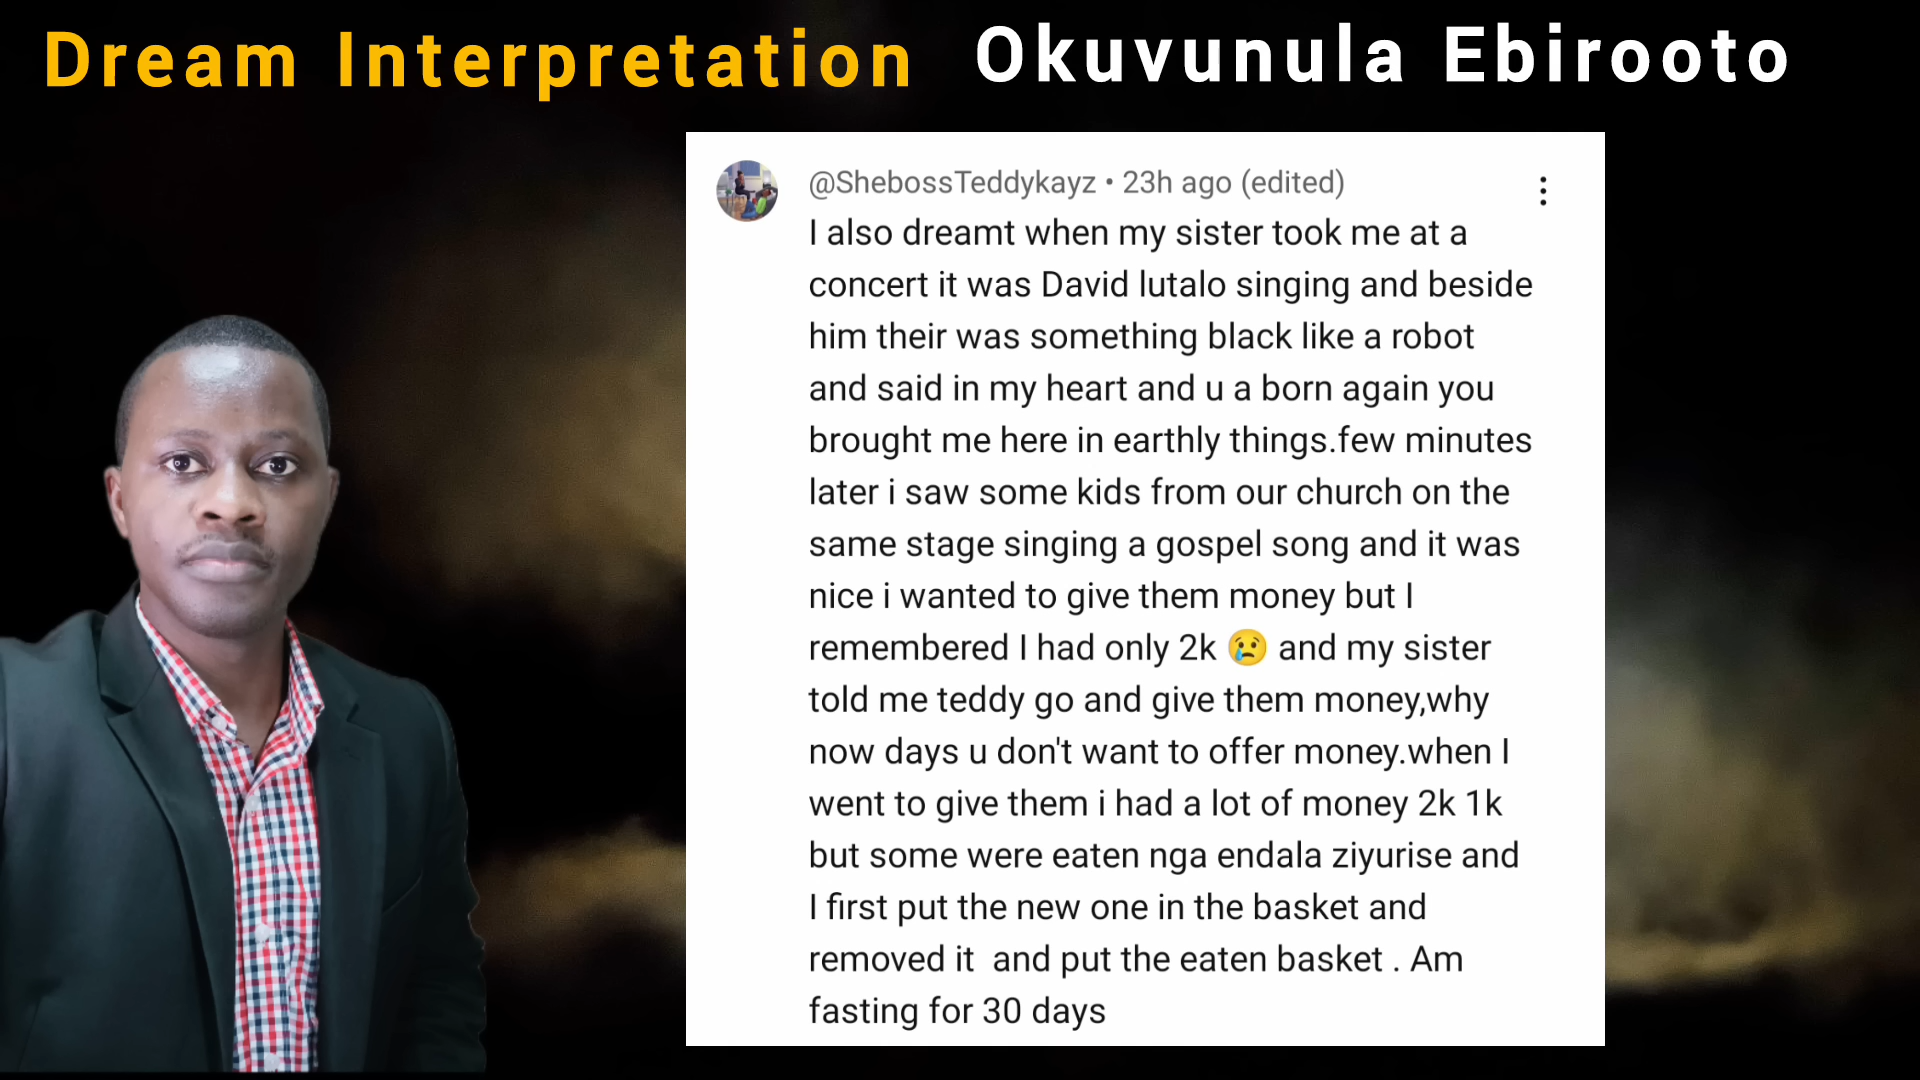 Dream Interpretation Okuvunula Ebirooto
@ShebossTeddykayz • 23h ago (edited)
I also dreamt when my sister took me at a
concert it was David lutalo singing and beside
him their was something black like a robot
and said in my heart and u a born again you
brought me here in earthly things.few minutes
later i saw some kids from our church on the
same stage singing a gospel song and it was
nice i wanted to give them money but I
remembered I had only 2k 😢 and my sister
told me teddy go and give them money,why
now days u don't want to offer money.when I
went to give them i had a lot of money 2k 1k
but some were eaten nga endala ziyurise and
I first put the new one in the basket and
removed it  and put the eaten basket . Am
fasting for 30 days